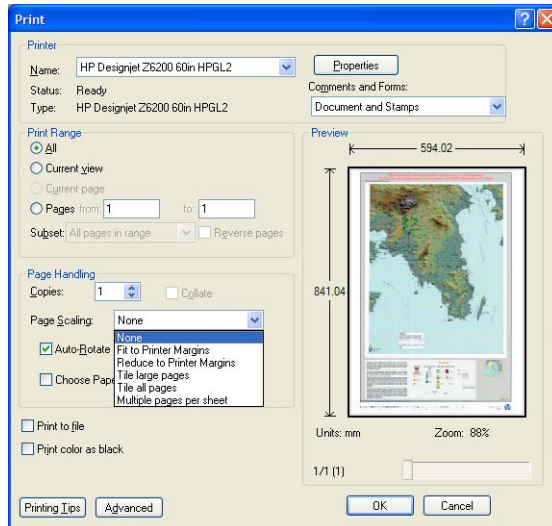 Print
Printer
Name: HP Designjet Z6200 60in HPGL2
Properties
Status: Ready
Comments and Forms:
Type: HP Designjet Z6200 60in HPGL2
Document and Stamps
Print Range
All
Current view
Current page
Pages from: 1 to: 1
Subset: All pages in range
Reverse pages
Page Handling
Copies: 1
Collate
Page Scaling: None
None
Fit to Printer Margins
Reduce to Printer Margins
Tile large pages
Tile all pages
Multiple pages per sheet
Auto-Rotate
Choose Pape
Print to file
Print color as black
Preview
594.02
841.04
Units: mm
Zoom: 88%
1/1 (1)
Printing Tips
Advanced
OK
Cancel